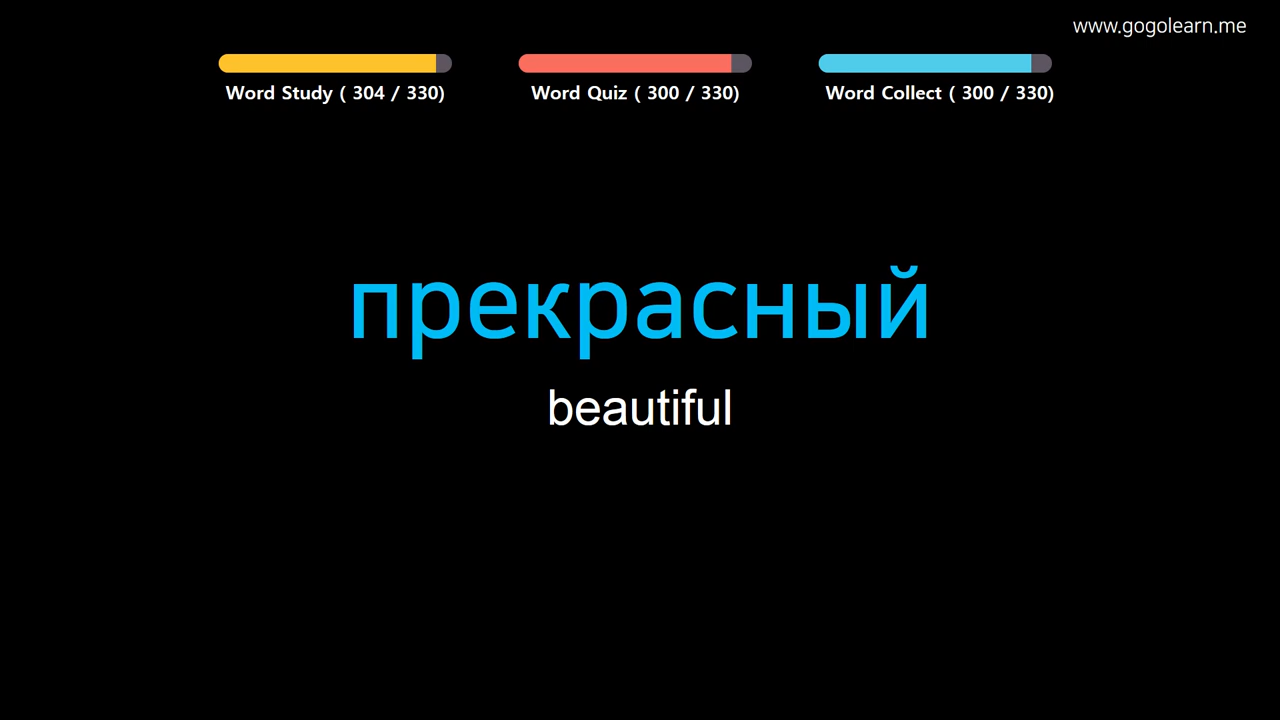 www.gogolearn.me
Word Study ( 304 / 330)
Word Quiz ( 300 / 330)
Word Collect ( 300 / 330)
прекрасный
beautiful